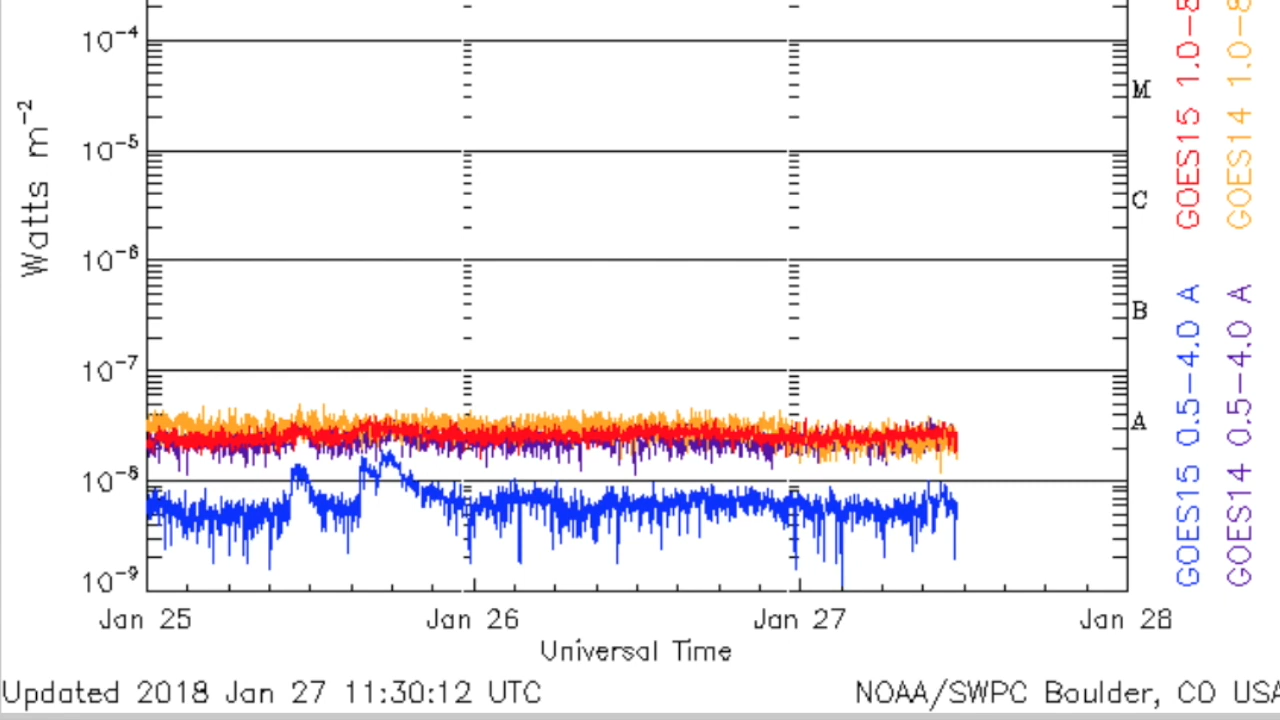 10-4
10-5
10-6
10-7
10-8
10-9
Watts m-2
M
C
B
A
GOES15 1.0-8
GOES14 1.0-8
GOES15 0.5-4.0 A
GOES14 0.5-4.0 A
Jan 25 Jan 26 Jan 27 Jan 28
Universal Time
Updated 2018 Jan 27 11:30:12 UTC
NOAA/SWPC Boulder, CO USA